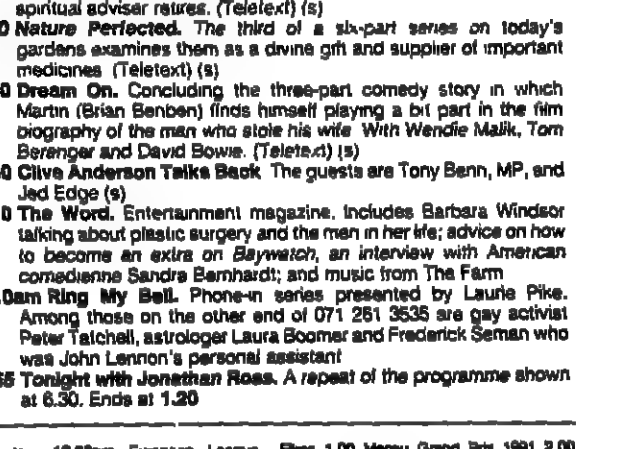 spiritual adviser retires. (Teletext) (s)
0 Nature Perfected. The third of a six-part series on today's
gardens examines them as a divine gift and supplier of important
medicines (Teletext) (s)
0 Dream On. Concluding the three-part comedy story in which
Martin (Brian Benben) finds himself playing a bit part in the film
biography of the man who stole his wife With Wendie Malik, Tom
Berenger and David Bowie. (Teletext) (s)
0 Clive Anderson Talks Back The guests are Tony Benn, MP, and
Jed Edge (s)
0 The Word. Entertainment magazine. Includes Barbara Windsor
talking about plastic surgery and the men in her life; advice on how
to become an extra on Baywatch, an interview with American
comedienne Sandra Bernhardt; and music from The Farm
0am Ring My Bell. Phone-in series presented by Laurie Pike.
Among those on the other end of 071 251 3535 are gay activist
Peter Tatchell, astrologer Laura Boomer and Frederick Seman who
was John Lennon's personal assistant
55 Tonight with Jonathan Ross. A repeat of the programme shown
at 6.30. Ends at 1.20
1.00 Macau Grand Prix 1991 2.00